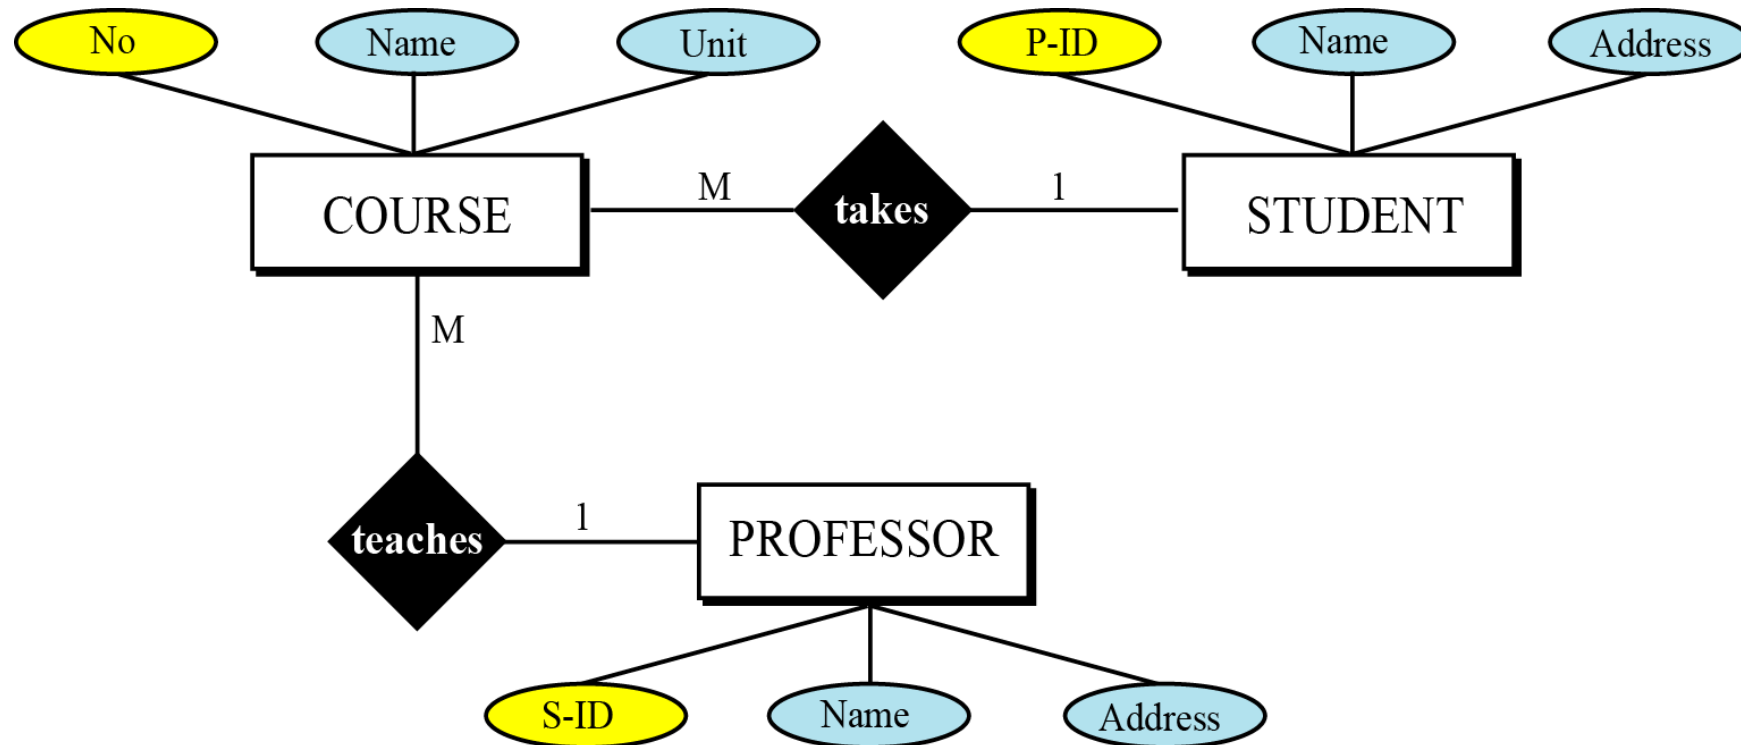 No
Name
Unit
P-ID
Name
Address
COURSE
M
takes
1
STUDENT
M
teaches
1
PROFESSOR
S-ID
Name
Address